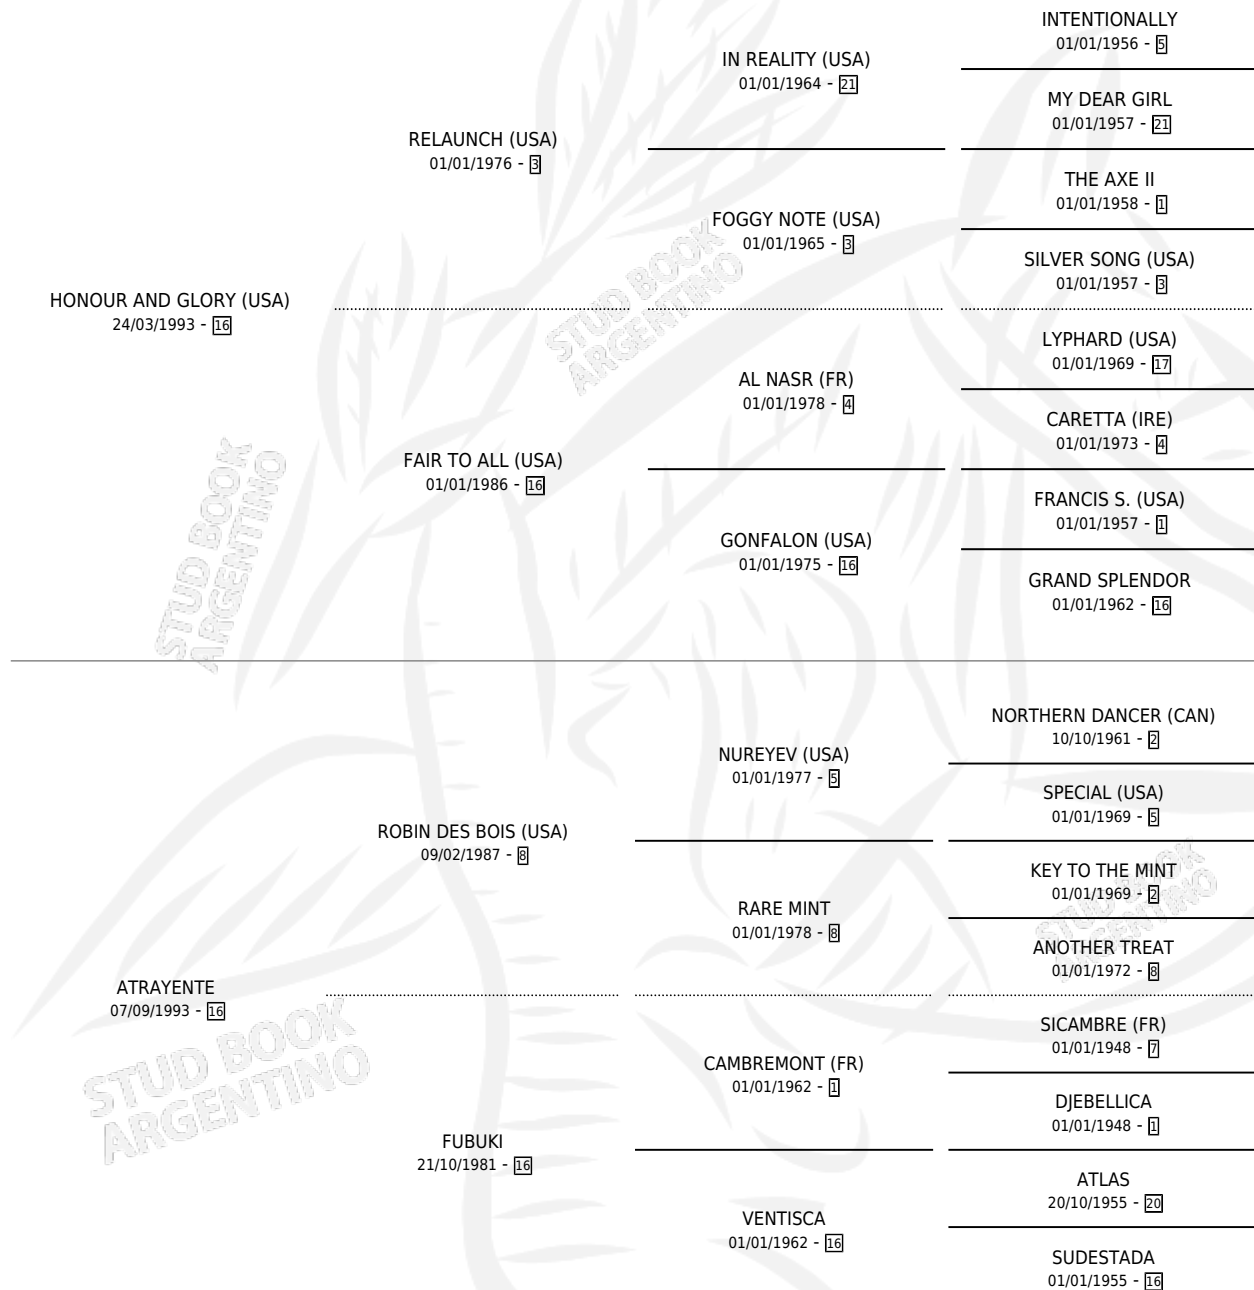 INTENTIONALLY
01/01/1956 - 5
IN REALITY (USA)
01/01/1964 - 21
MY DEAR GIRL
01/01/1957 - 21
RELAUNCH (USA)
01/01/1976 - 3
THE AXE II
01/01/1958 - 1
FOGGY NOTE (USA)
01/01/1965 - 3
SILVER SONG (USA)
01/01/1957 - 3
HONOUR AND GLORY (USA)
24/03/1993 - 16
LYPHARD (USA)
01/01/1969 - 17
AL NASR (FR)
01/01/1978 - 4
CARETTA (IRE)
01/01/1973 - 4
FAIR TO ALL (USA)
01/01/1986 - 16
FRANCIS S. (USA)
01/01/1957 - 1
GONFALON (USA)
01/01/1975 - 16
GRAND SPLENDOR
01/01/1962 - 16
NORTHERN DANCER (CAN)
10/10/1961 - 2
NUREYEV (USA)
01/01/1977 - 5
SPECIAL (USA)
01/01/1969 - 5
ROBIN DES BOIS (USA)
09/02/1987 - 8
KEY TO THE MINT
01/01/1969 - 2
RARE MINT
01/01/1978 - 8
ANOTHER TREAT
01/01/1972 - 8
ATRAYENTE
07/09/1993 - 16
SICAMBRE (FR)
01/01/1948 - 7
CAMBREMONT (FR)
01/01/1962 - 1
DJEBELLICA
01/01/1948 - 1
FUBUKI
21/10/1981 - 16
ATLAS
20/10/1955 - 20
VENTISCA
01/01/1962 - 16
SUDESTADA
01/01/1955 - 16
STUD BOOK
ARGENTINO
STUD BOOK
ARGENTINO
STUD BOOK
ARGENTINO
STUD BOOK
ARGENTINO